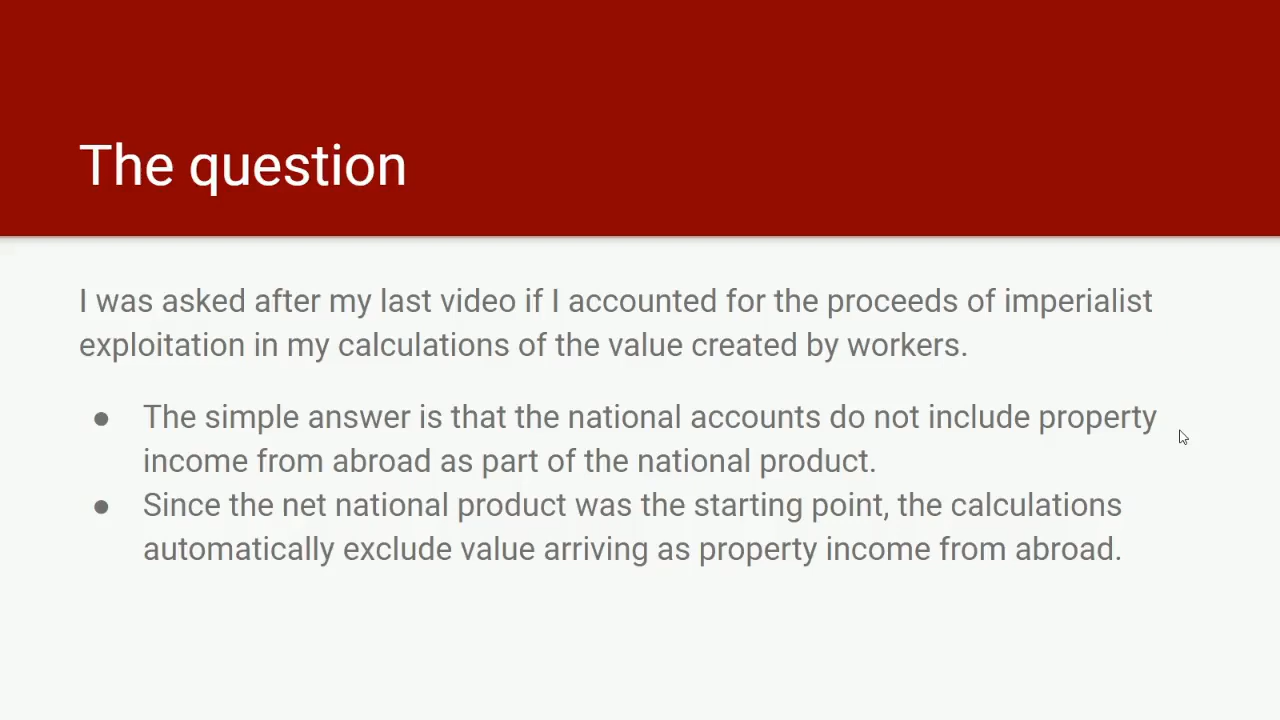 The question
I was asked after my last video if I accounted for the proceeds of imperialist
exploitation in my calculations of the value created by workers.
● The simple answer is that the national accounts do not include property
income from abroad as part of the national product.
● Since the net national product was the starting point, the calculations
automatically exclude value arriving as property income from abroad.